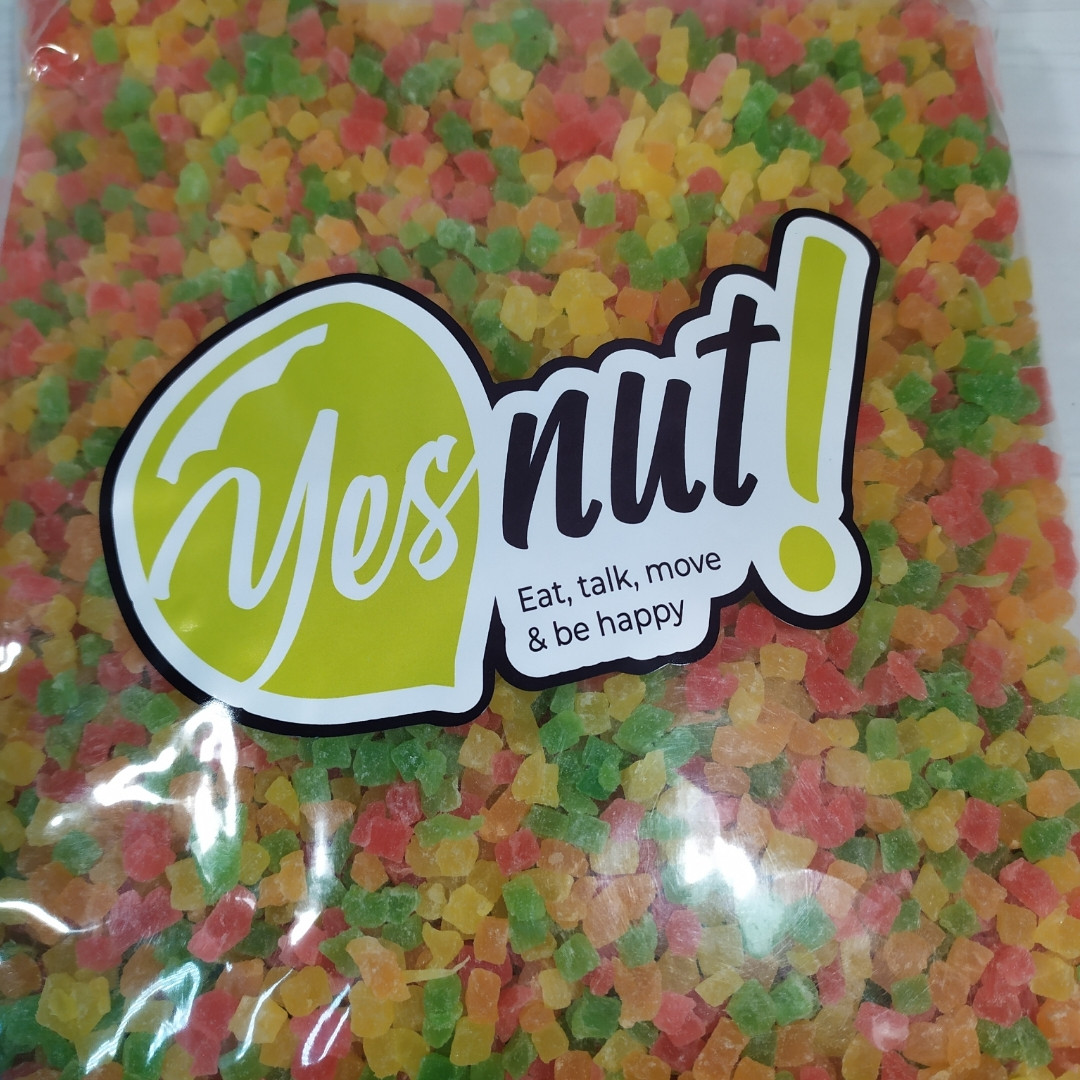 Yes nut!
Eat, talk, move
& be happy